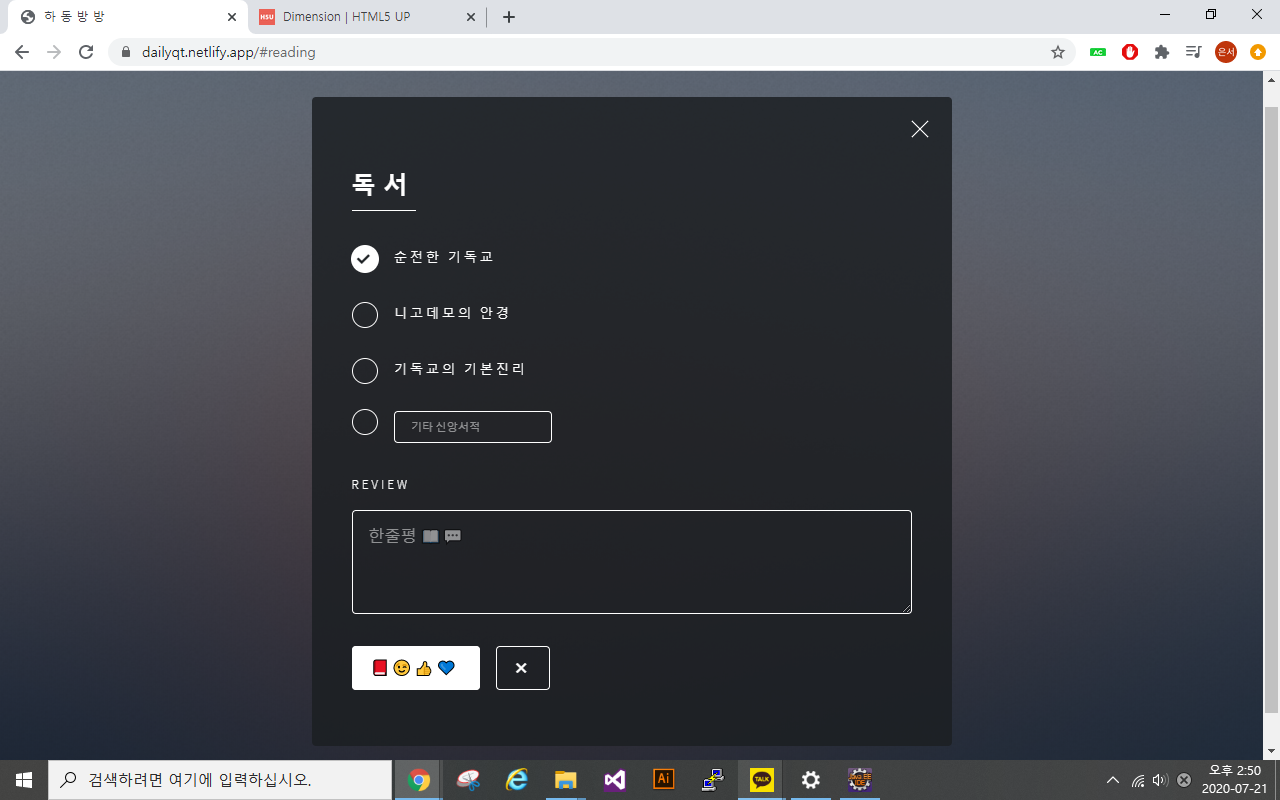 하 동 방 방
HSU
Dimension | HTML5 UP
dailyqt.netlify.app/#reading
AC
은서
독 서
순전한 기독교
니고데모의 안경
기독교의 기본진리
기타 신앙서적
REVIEW
한줄평 📖 💬
📕😉👍💙
검색하려면 여기에 입력하십시오.
Ai
TALK
오후 2:50
2020-07-21